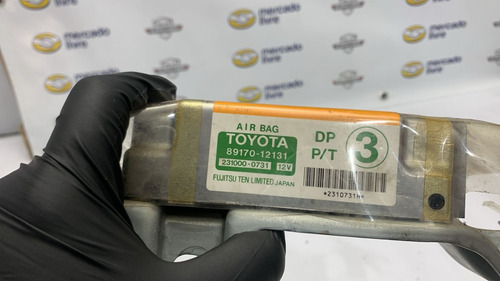 mercado
livre
mercado
livre
mercado
livre
AIR BAG
TOYOTA
89170-12131
231000-0731 12V
FUJITSU TEN LIMITED JAPAN
DP
P/T
3
*2310731H*